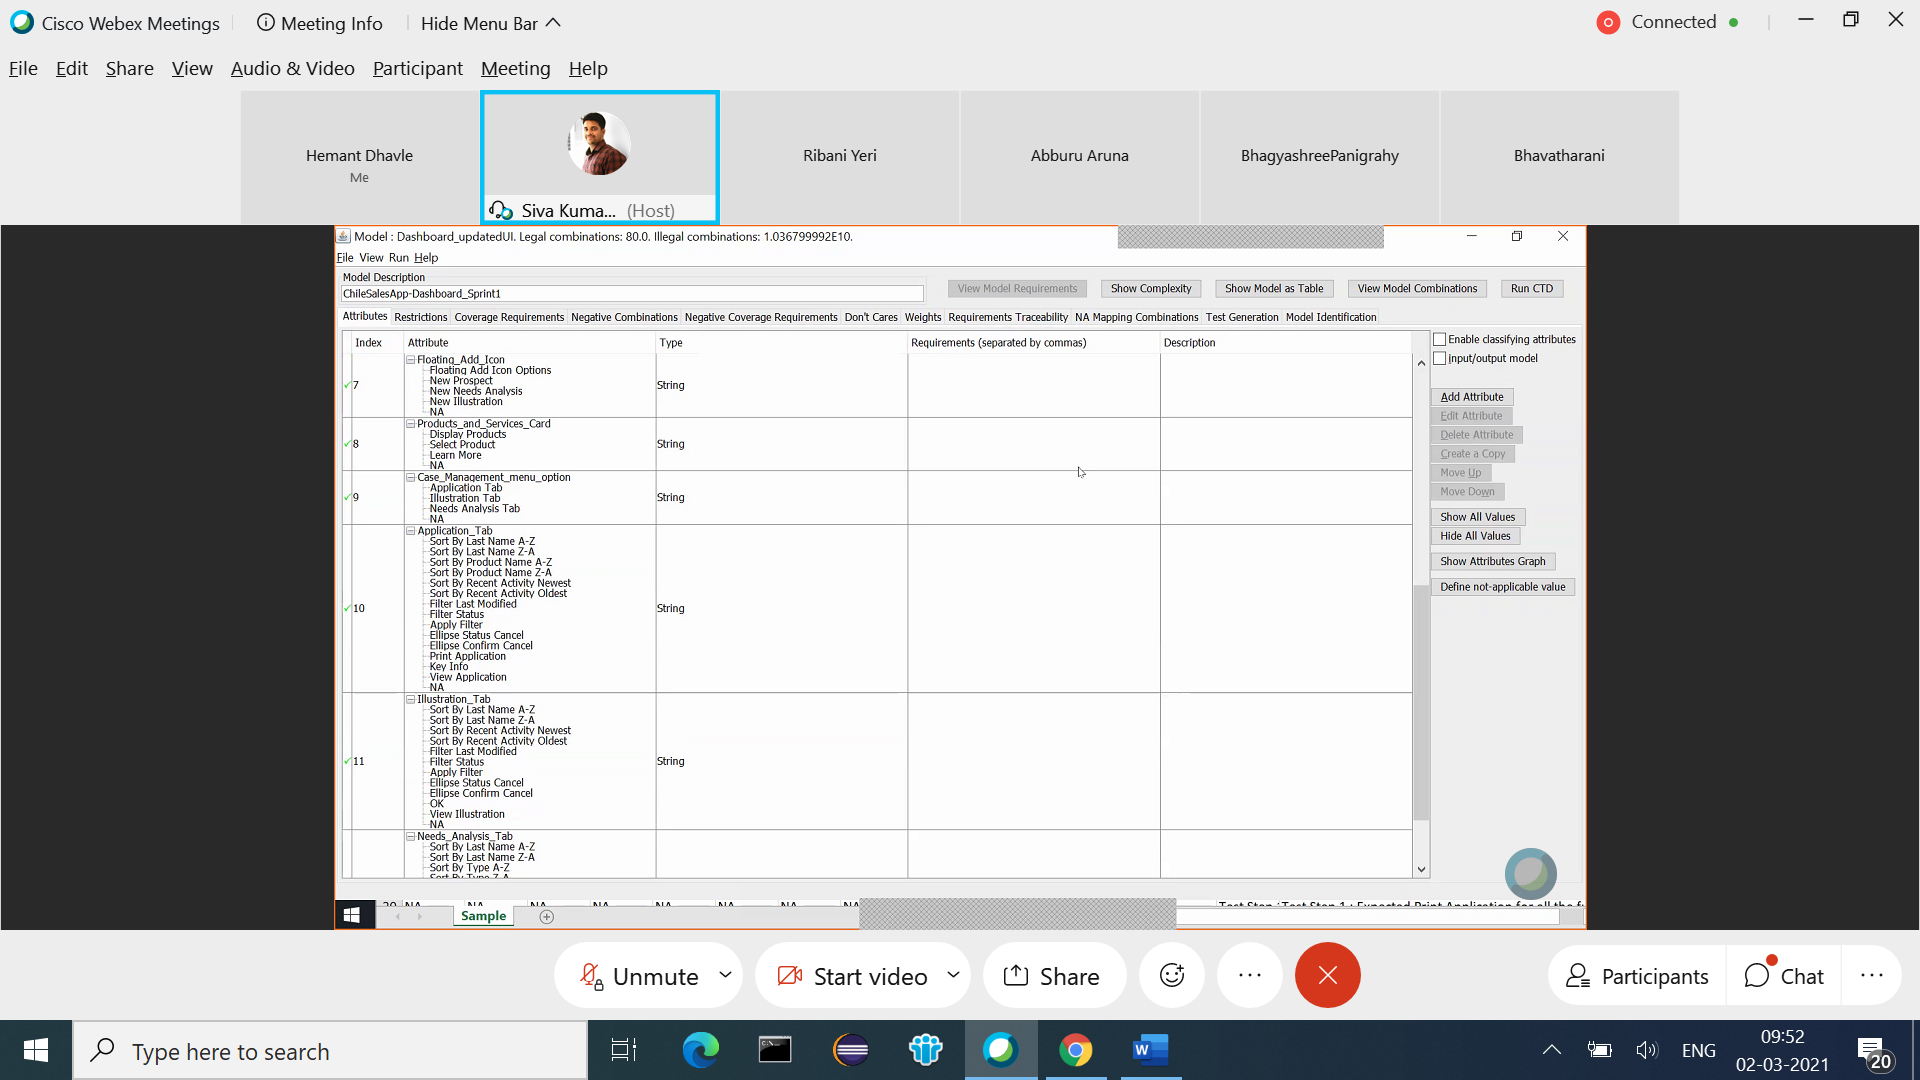 Cisco Webex Meetings
Meeting Info
Hide Menu Bar
Connected
File Edit Share View Audio & Video Participant Meeting Help
Hemant Dhavle
Me
Siva Kuma... (Host)
Ribani Yeri
Abburu Aruna
BhagyashreePanigrahy
Bhavatharani
Model : Dashboard_updatedUI. Legal combinations: 80.0. Illegal combinations: 1.036799992E10.
File View Run Help
Model Description
ChileSalesApp-Dashboard_Sprint1
View Model Requirements Show Complexity Show Model as Table View Model Combinations Run CTD
Attributes Restrictions Coverage Requirements Negative Combinations Negative Coverage Requirements Don't Cares Weights Requirements Traceability NA Mapping Combinations Test Generation Model Identification
Index Attribute Type Requirements (separated by commas) Description
7 String
Floating_Add_Icon
Floating Add Icon Options
New Prospect
New Needs Analysis
New Illustration
NA
8 String
Products_and_Services_Card
Display Products
Select Product
Learn More
NA
9 String
Case_Management_menu_option
Application Tab
Illustration Tab
Needs Analysis Tab
NA
10 String
Application_Tab
Sort By Last Name A-Z
Sort By Last Name Z-A
Sort By Product Name A-Z
Sort By Product Name Z-A
Sort By Recent Activity Newest
Sort By Recent Activity Oldest
Filter Last Modified
Filter Status
Apply Filter
Ellipse Status Cancel
Ellipse Confirm Cancel
Print Application
Key Info
View Application
NA
11 String
Illustration_Tab
Sort By Last Name A-Z
Sort By Last Name Z-A
Sort By Recent Activity Newest
Sort By Recent Activity Oldest
Filter Last Modified
Filter Status
Apply Filter
Ellipse Status Cancel
Ellipse Confirm Cancel
OK
View Illustration
NA
Needs_Analysis_Tab
Sort By Last Name A-Z
Sort By Last Name Z-A
Sort By Type A-Z
Sort By Type Z-A
Enable classifying attributes
Input/output model
Add Attribute
Edit Attribute
Delete Attribute
Create a Copy
Move Up
Move Down
Show All Values
Hide All Values
Show Attributes Graph
Define not-applicable value
NA NA NA NA NA NA NA NA
Sample
Unmute
Start video
Share
Participants
Chat
Type here to search
ENG
09:52
02-03-2021
20